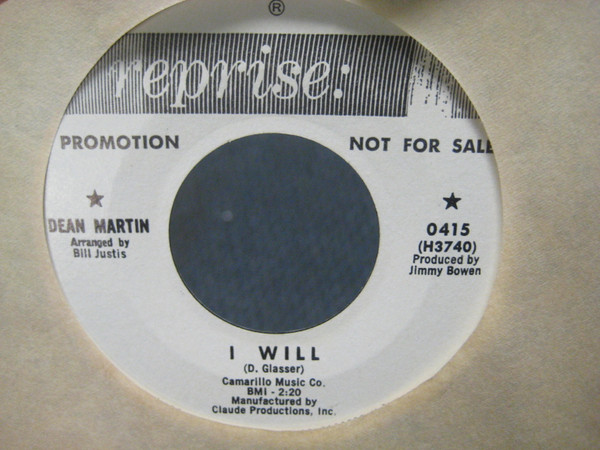 ®
reprise:
PROMOTION NOT FOR SALE
DEAN MARTIN
Arranged by
Bill Justis
0415
(H3740)
Produced by
Jimmy Bowen
I WILL
(D. Glasser)
Camarillo Music Co.
BMI - 2:20
Manufactured by
Claude Productions, Inc.